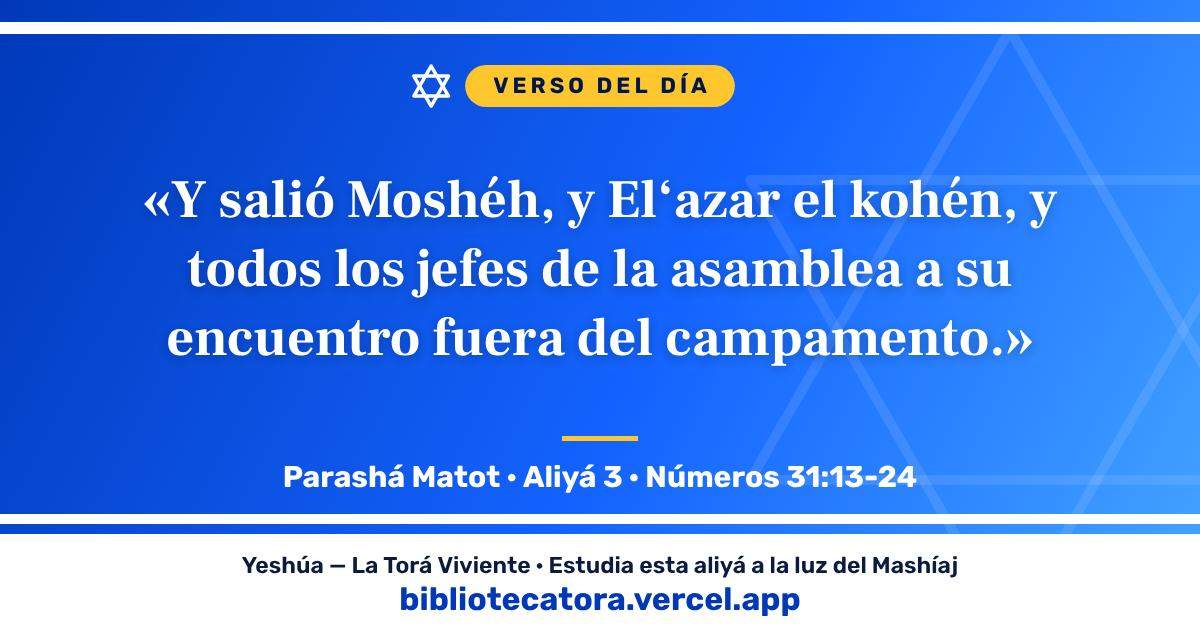 VERSO DEL DÍA
«Y salió Moshéh, y El‘azar el kohén, y
todos los jefes de la asamblea a su
encuentro fuera del campamento.»
Parashá Matot • Aliyá 3 • Números 31:13-24
Yeshúa — La Torá Viviente • Estudia esta aliyá a la luz del Mashíaj
bibliotecatora.vercel.app